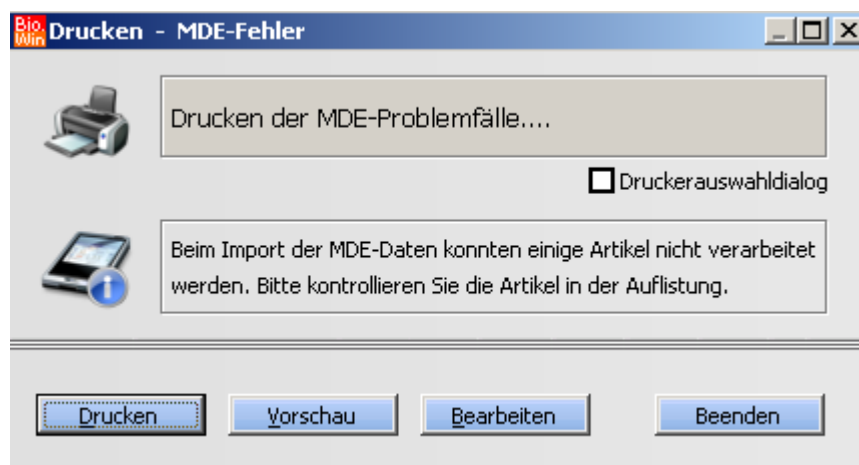 Bio Win Drucken - MDE-Fehler
Drucken der MDE-Problemfälle....
Druckerauswahldialog
Beim Import der MDE-Daten konnten einige Artikel nicht verarbeitet
werden. Bitte kontrollieren Sie die Artikel in der Auflistung.
Drucken Vorschau Bearbeiten Beenden